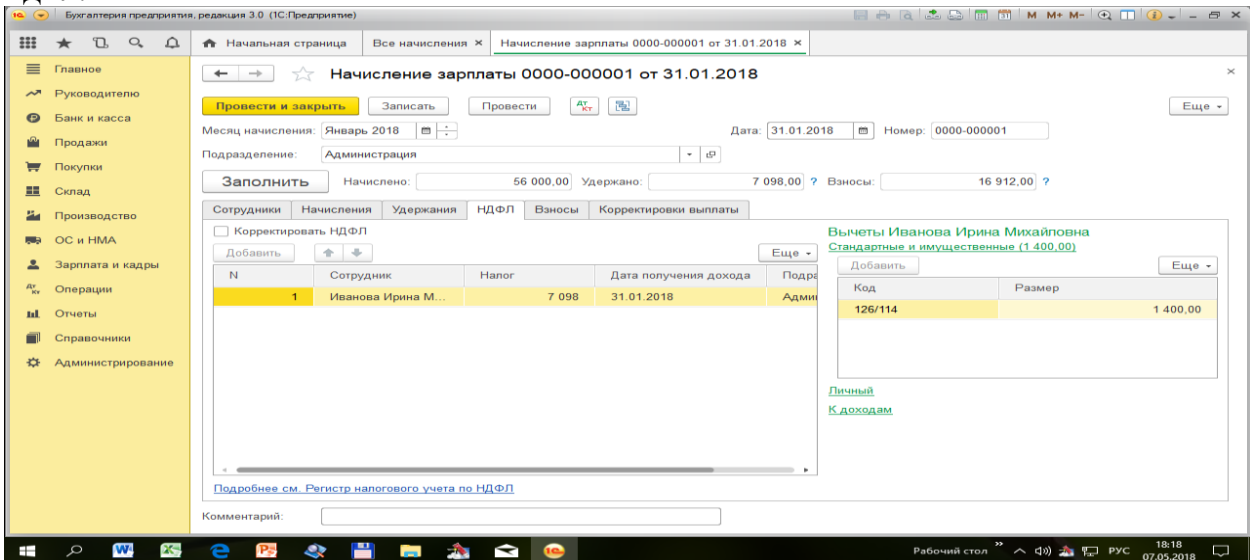 Бухгалтерия предприятия, редакция 3.0 (1С:Предприятие)
M M+ M-
Начальная страница Все начисления × Начисление зарплаты 0000-000001 от 31.01.2018 ×
Главное
Руководителю
Банк и касса
Продажи
Покупки
Склад
Производство
ОС и НМА
Зарплата и кадры
Операции
Отчеты
Справочники
Администрирование
Начисление зарплаты 0000-000001 от 31.01.2018
Провести и закрыть Записать Провести Дт Кт Еще
Месяц начисления: Январь 2018 Дата: 31.01.2018 Номер: 0000-000001
Подразделение: Администрация
Заполнить Начислено: 56 000,00 Удержано: 7 098,00 ? Взносы: 16 912,00 ?
Сотрудники Начисления Удержания НДФЛ Взносы Корректировки выплаты
Корректировать НДФЛ
Добавить Еще
N Сотрудник Налог Дата получения дохода Подра
1 Иванова Ирина М... 7 098 31.01.2018 Админ
Вычеты Иванова Ирина Михайловна
Стандартные и имущественные (1 400,00)
Добавить Еще
Код Размер
126/114 1 400,00
Личный
К доходам
Подробнее см. Регистр налогового учета по НДФЛ
Комментарий:
Рабочий стол » РУС 18:18
07.05.2018